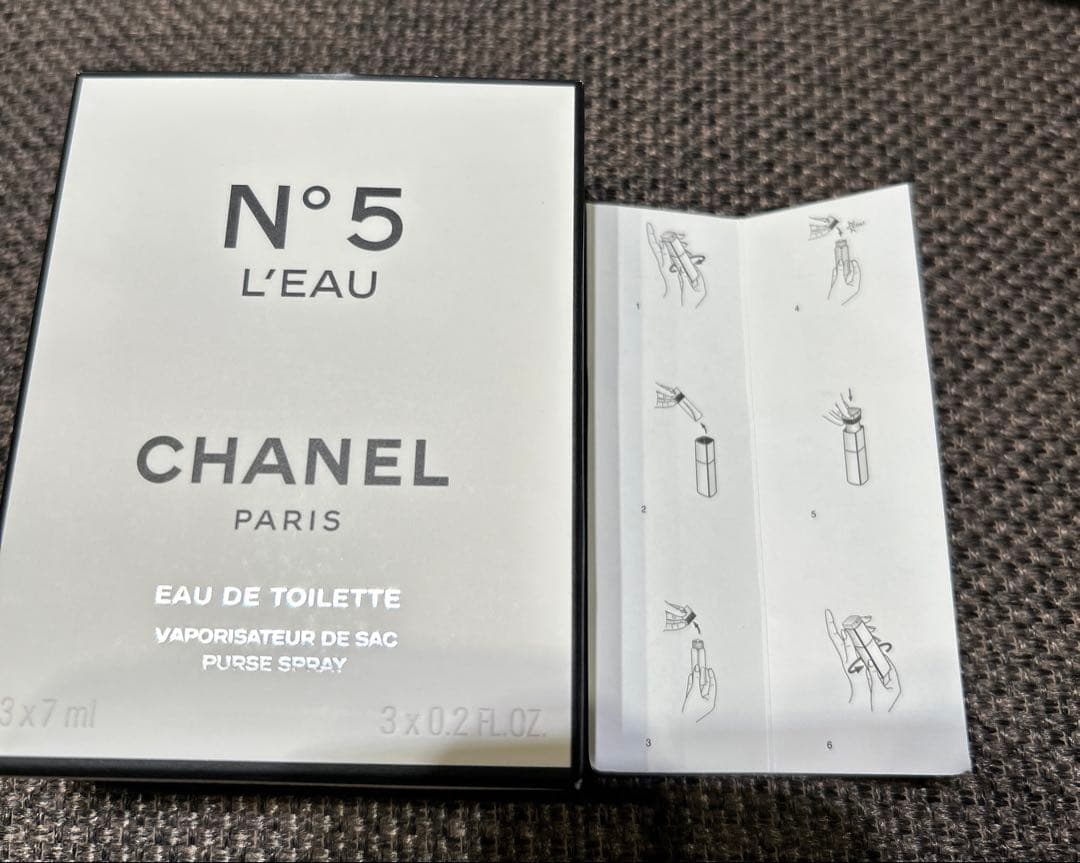 N° 5
L'EAU
CHANEL
PARIS
EAU DE TOILETTE
VAPORISATEUR DE SAC
PURSE SPRAY
3 x 7 ml
3 x 0.2 FL.OZ.
1
2
3
4
5
6